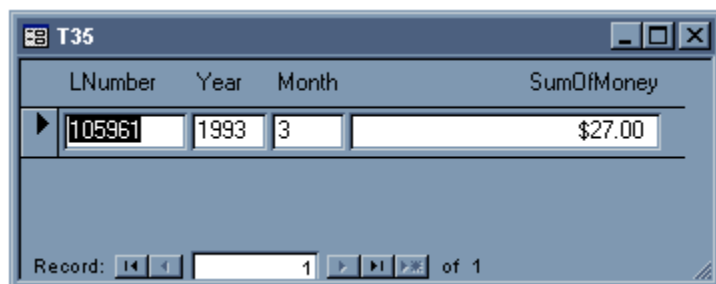 T35
LNumber Year Month SumOfMoney
105961 1993 3 $27.00
Record: 1 of 1